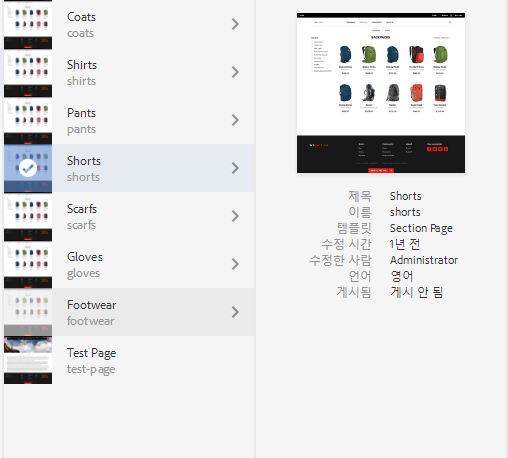 Coats
coats
Shirts
shirts
Pants
pants
Shorts
shorts
Scarfs
scarfs
Gloves
gloves
Footwear
footwear
Test Page
test-page
BACKPACKS
제목 Shorts
이름 shorts
템플릿 Section Page
수정 시간 1년 전
수정한 사람 Administrator
언어 영어
게시됨 게시 안 됨